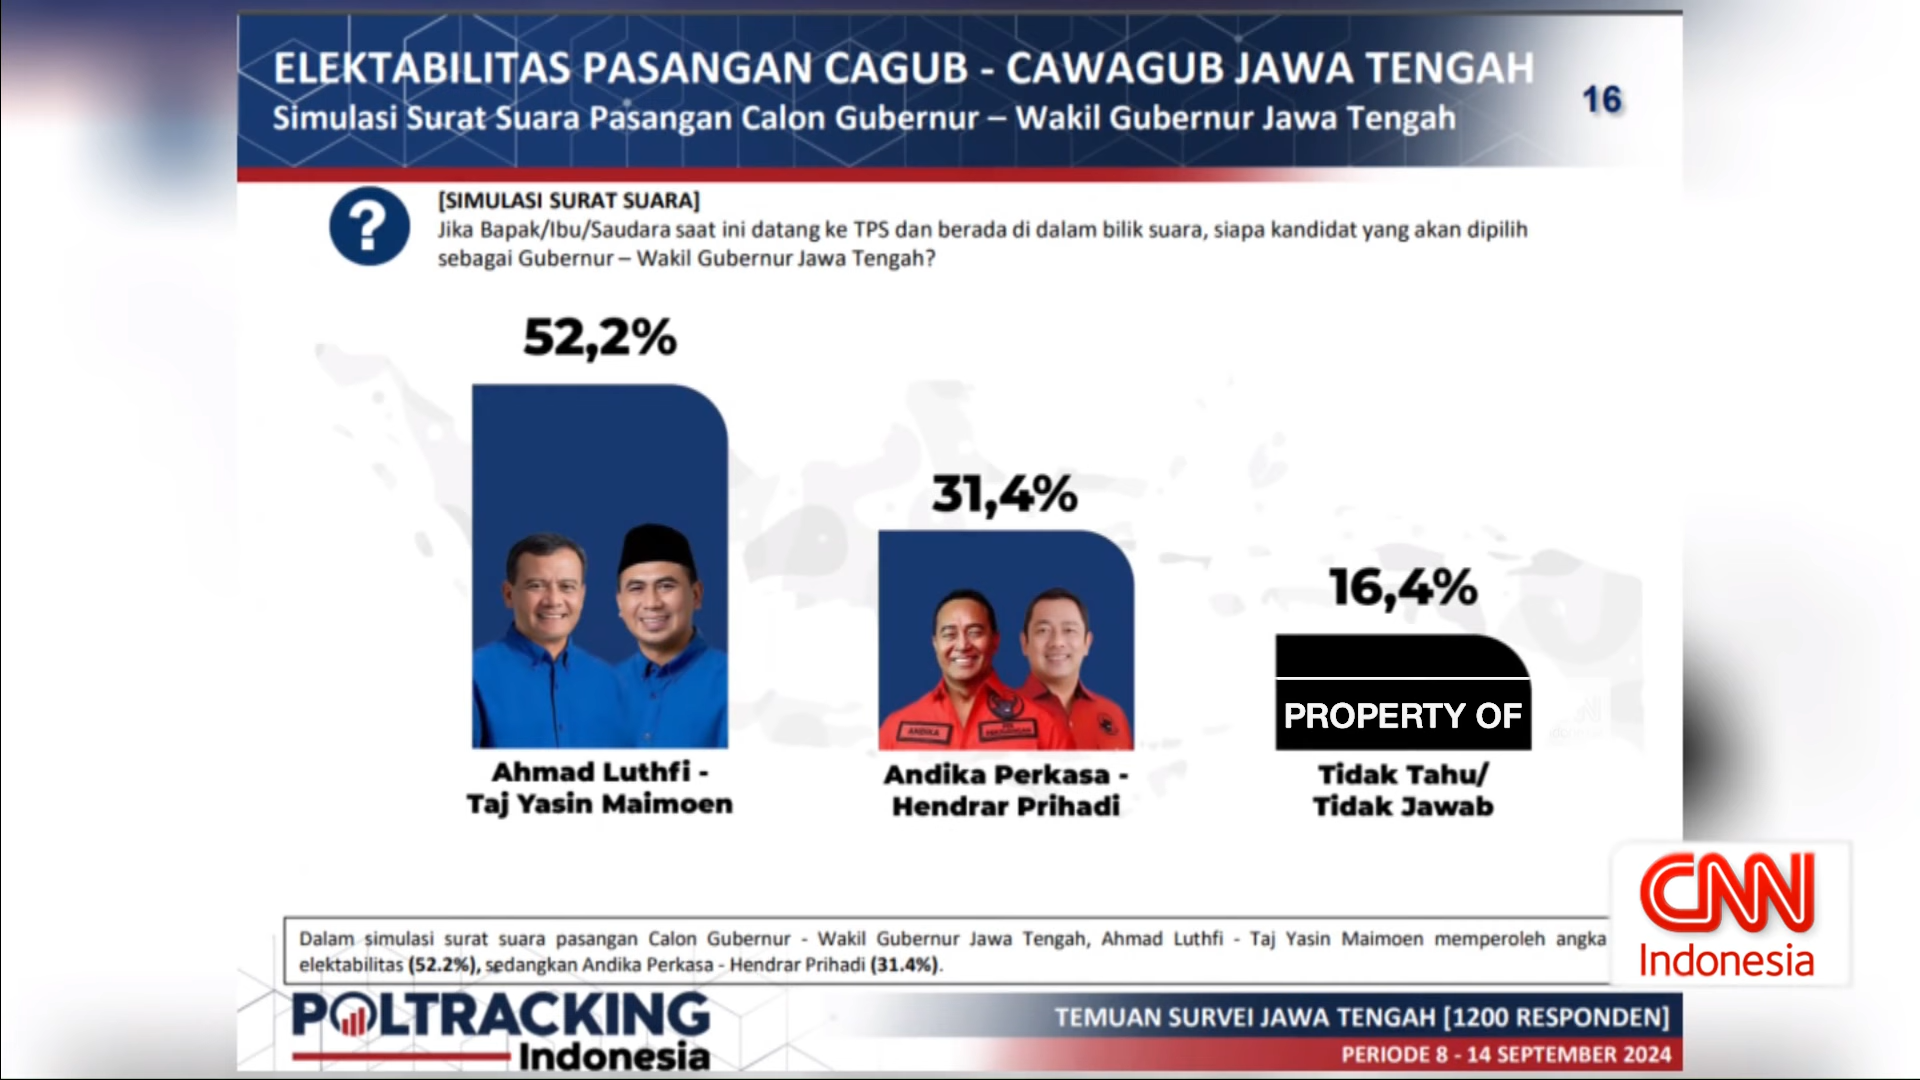 ELEKTABILITAS PASANGAN CAGUB - CAWAGUB JAWA TENGAH
Simulasi Surat Suara Pasangan Calon Gubernur – Wakil Gubernur Jawa Tengah
16
[SIMULASI SURAT SUARA]
Jika Bapak/Ibu/Saudara saat ini datang ke TPS dan berada di dalam bilik suara, siapa kandidat yang akan dipilih
sebagai Gubernur – Wakil Gubernur Jawa Tengah?
52,2%
31,4%
16,4%
ANDIKA
PROPERTY OF
Ahmad Luthfi -
Taj Yasin Maimoen
Andika Perkasa -
Hendrar Prihadi
Tidak Tahu/
Tidak Jawab
Dalam simulasi surat suara pasangan Calon Gubernur - Wakil Gubernur Jawa Tengah, Ahmad Luthfi - Taj Yasin Maimoen memperoleh angka
elektabilitas (52.2%), sedangkan Andika Perkasa - Hendrar Prihadi (31.4%).
CNN
Indonesia
POLTRACKING
Indonesia
TEMUAN SURVEI JAWA TENGAH [1200 RESPONDEN]
PERIODE 8 - 14 SEPTEMBER 2024